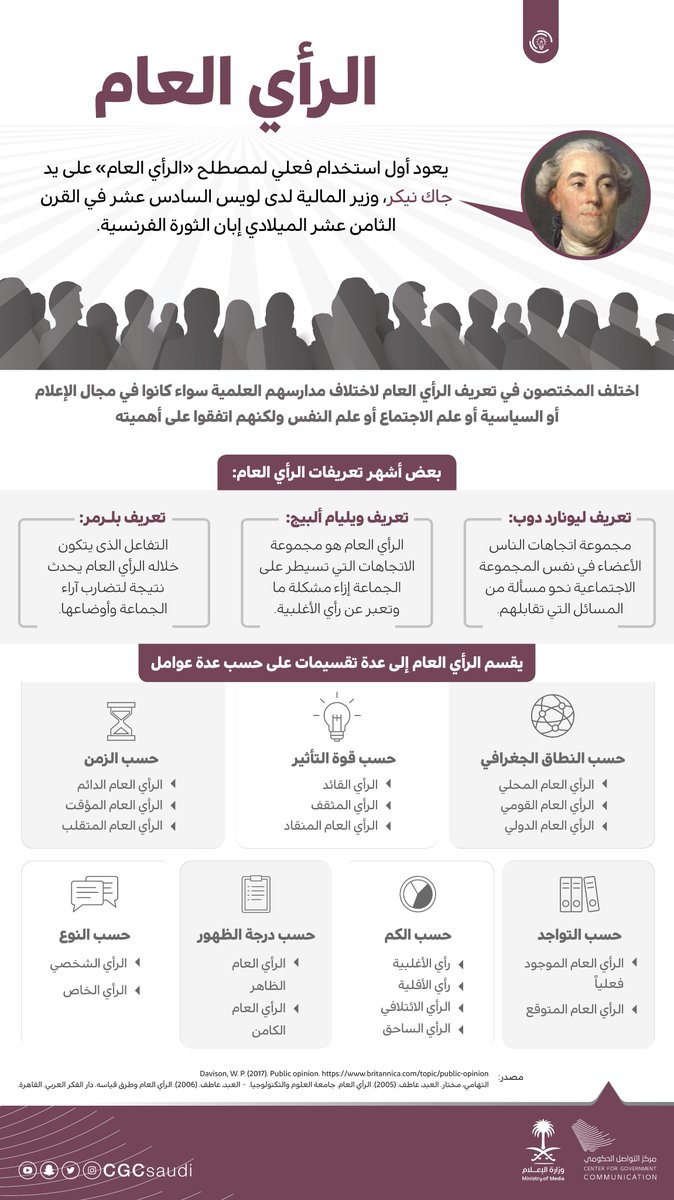 الرأي العام
يعود أول استخدام فعلي لمصطلح «الرأي العام» على يد
جاك نيكر، وزير المالية لدى لويس السادس عشر في القرن
الثامن عشر الميلادي إبان الثورة الفرنسية.
اختلف المختصون في تعريف الرأي العام لاختلاف مدارسهم العلمية سواء كانوا في مجال الإعلام
أو السياسية أو علم الاجتماع أو علم النفس ولكنهم اتفقوا على أهميته
بعض أشهر تعريفات الرأي العام:
تعريف ليونارد دوب:
مجموعة اتجاهات الناس
الأعضاء في نفس المجموعة
الاجتماعية نحو مسألة من
المسائل التي تقابلهم.
تعريف ويليام ألبيج:
الرأي العام هو مجموعة
الاتجاهات التي تسيطر على
الجماعة إزاء مشكلة ما
وتعبر عن رأي الأغلبية.
تعريف بلـرمر:
التفاعل الذى يتكون
خلاله الرأي العام يحدث
نتيجة لتضارب آراء
الجماعة وأوضاعها.
يقسم الرأي العام إلى عدة تقسيمات على حسب عدة عوامل
حسب النطاق الجغرافي
الرأي العام المحلي
الرأي العام القومي
الرأي العام الدولي
حسب قوة التأثير
الرأي القائد
الرأي المثقف
الرأي العام المنقاد
حسب الزمن
الرأي العام الدائم
الرأي العام المؤقت
الرأي العام المتقلب
حسب التواجد
الرأي العام الموجود
فعلياً
الرأي العام المتوقع
حسب الكم
رأي الأغلبية
رأي الأقلية
الرأي الائتلافي
الرأي الساحق
حسب درجة الظهور
الرأي العام
الظاهر
الرأي العام
الكامن
حسب النوع
الرأي الشخصي
الرأي الخاص
مصدر:
Davison, W. P. (2017). Public opinion. https://www.britannica.com/topic/public-opinion
التهامي، مختار. العبد، عاطف. (2005). الرأي العام. جامعة العلوم والتكنولوجيا. - العبد، عاطف. (2006). الرأي العام وطرق قياسه. دار الفكر العربي. القاهرة.
مركز التواصل الحكومي
CENTER FOR GOVERNMENT
COMMUNICATION
وزارة الإعـلام
Ministry of Media
CGCsaudi